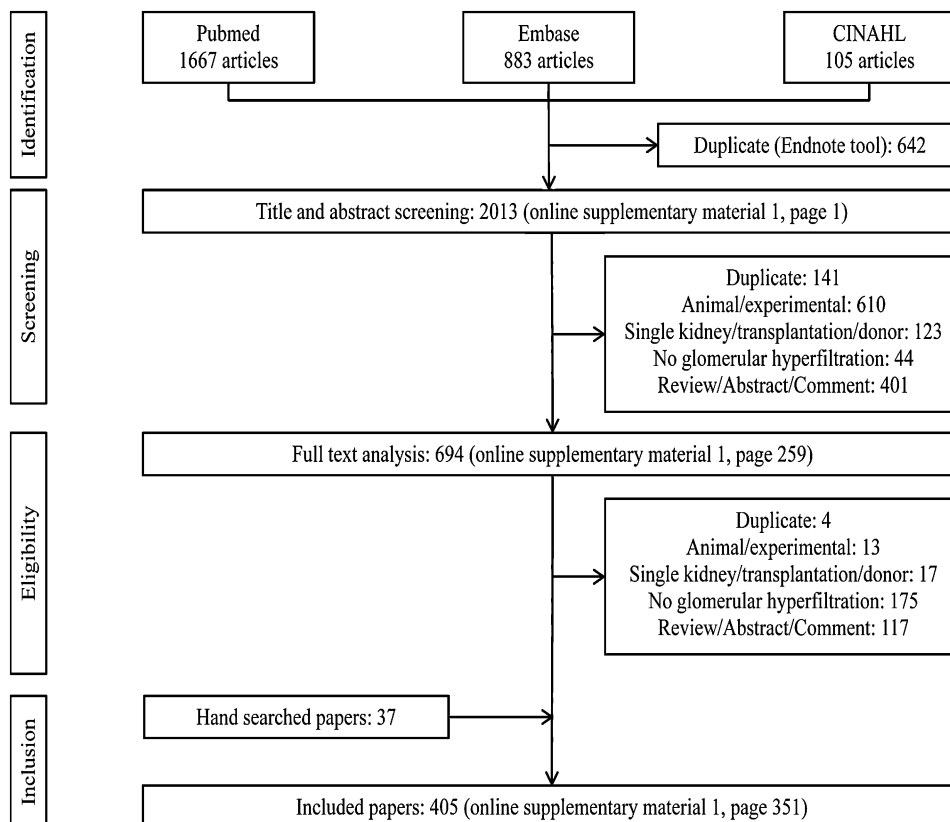 Pubmed
1667 articles
Embase
883 articles
CINAHL
105 articles
Identification
Duplicate (Endnote tool): 642
Title and abstract screening: 2013 (online supplementary material 1, page 1)
Screening
Duplicate: 141
Animal/experimental: 610
Single kidney/transplantation/donor: 123
No glomerular hyperfiltration: 44
Review/Abstract/Comment: 401
Full text analysis: 694 (online supplementary material 1, page 259)
Eligibility
Duplicate: 4
Animal/experimental: 13
Single kidney/transplantation/donor: 17
No glomerular hyperfiltration: 175
Review/Abstract/Comment: 117
Inclusion
Hand searched papers: 37
Included papers: 405 (online supplementary material 1, page 351)